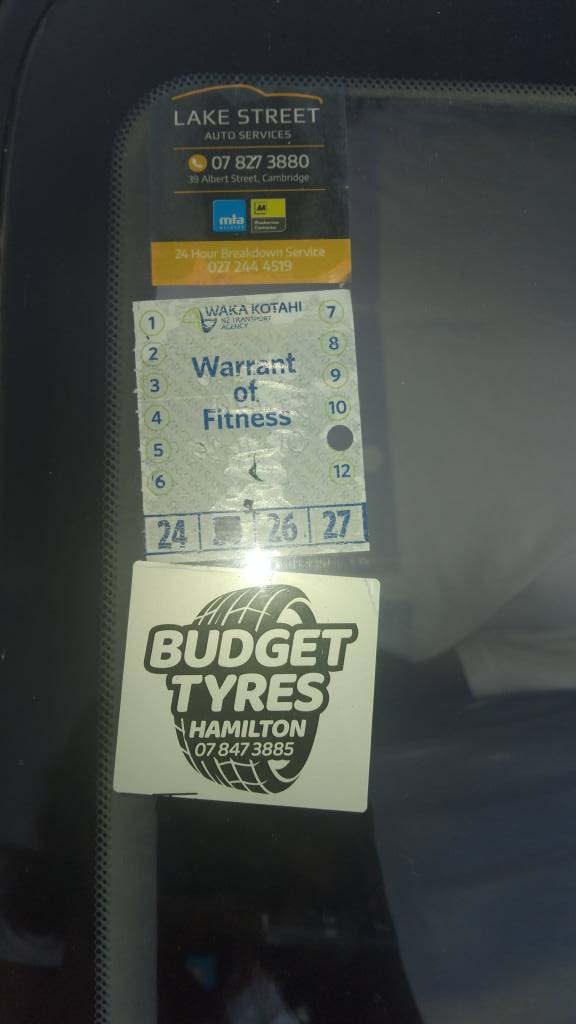 LAKE STREET
AUTO SERVICES
07 827 3880
39 Albert Street, Cambridge
mta
AA
24 Hour Breakdown Service
027 244 4519
WAKA KOTAHI
NZ TRANSPORT
AGENCY
1
2
3
4
5
6
Warrant
of
Fitness
7
8
9
10
12
24 26 27
BUDGET
TYRES
HAMILTON
07 847 3885